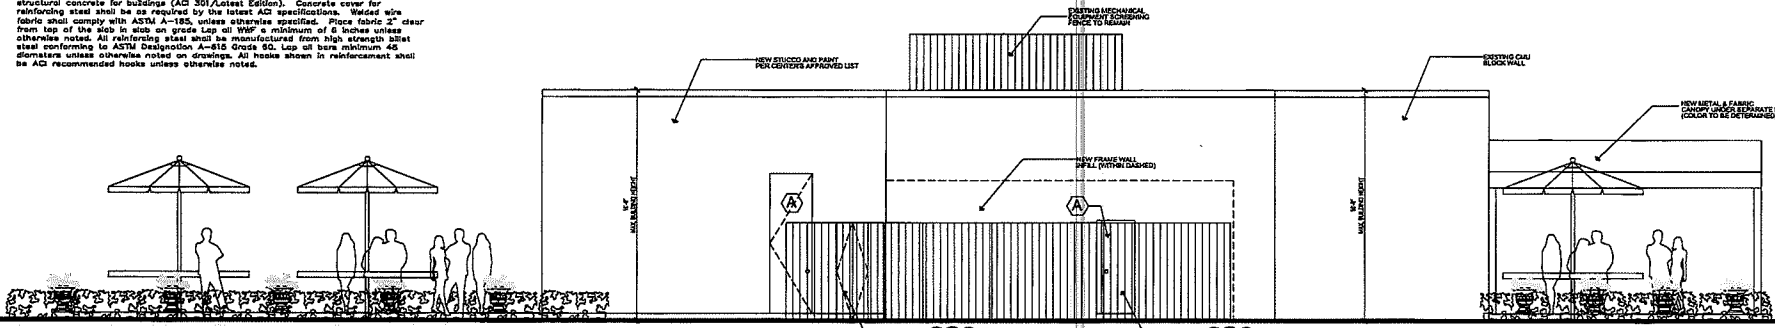 structural concrete for buildings (ACI 301/Latest Edition). Concrete cover for
reinforcing steel shall be as required by the latest ACI specifications. Welded wire
fabric shall comply with ASTM A-185, unless otherwise specified. Place fabric 2" clear
from top of the slab in slab on grade Lap all WWF a minimum of 6 inches unless
otherwise noted. All reinforcing steel shall be manufactured from high strength billet
steel conforming to ASTM Designation A-615 Grade 60. Lap all bars minimum 48
diameters unless otherwise noted on drawings. All hooks shown in reinforcement shall
be ACI recommended hooks unless otherwise noted.
EXISTING MECHANICAL
EQUIPMENT SCREENING
FENCE TO REMAIN
NEW STUCCO AND PAINT
PER CENTER'S APPROVED LIST
EXISTING CMU
BLOCK WALL
NEW METAL & FABRIC
CANOPY UNDER SEPARATE
(COLOR TO BE DETERMINED
NEW FRAME WALL
INFILL (WITHIN DASHED)
MAX. BUILDING HEIGHT
MAX. BUILDING HEIGHT
A
A